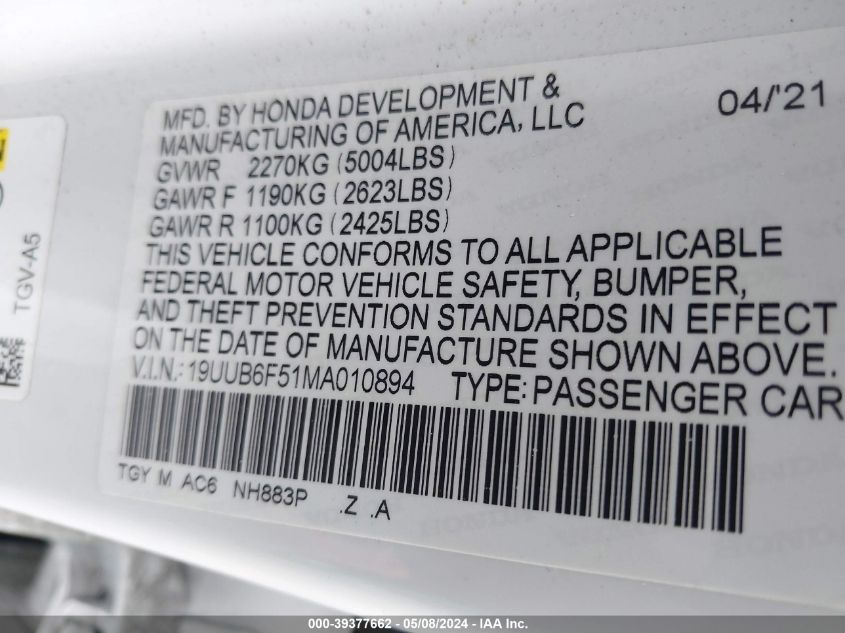 MFD. BY HONDA DEVELOPMENT & 04/'21
MANUFACTURING OF AMERICA, LLC
GVWR 2270KG (5004LBS)
GAWR F 1190KG (2623LBS)
GAWR R 1100KG (2425LBS)
THIS VEHICLE CONFORMS TO ALL APPLICABLE
FEDERAL MOTOR VEHICLE SAFETY, BUMPER,
AND THEFT PREVENTION STANDARDS IN EFFECT
ON THE DATE OF MANUFACTURE SHOWN ABOVE.
V.I.N.: 19UUB6F51MA010894 TYPE: PASSENGER CAR
TGY M AC6 NH883P .Z .A
TGV-A5
000-39377662 - 05/08/2024 - IAA Inc.